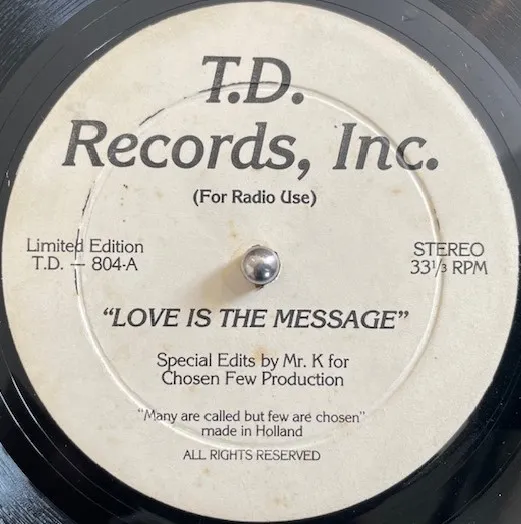 T.D.
Records, Inc.
(For Radio Use)
Limited Edition
T.D. — 804-A
STEREO
33⅓ RPM
"LOVE IS THE MESSAGE"
Special Edits by Mr. K for
Chosen Few Production
"Many are called but few are chosen"
made in Holland
ALL RIGHTS RESERVED